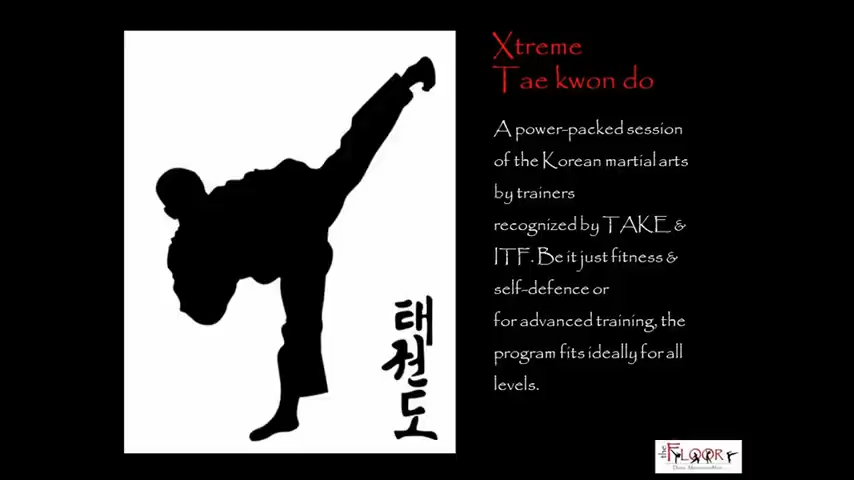 Xtreme
Tae kwon do
A power-packed session
of the Korean martial arts
by trainers
recognized by TAKE &
ITF. Be it just fitness &
self-defence or
for advanced training, the
program fits ideally for all
levels.
태
권
도
the FLOOR